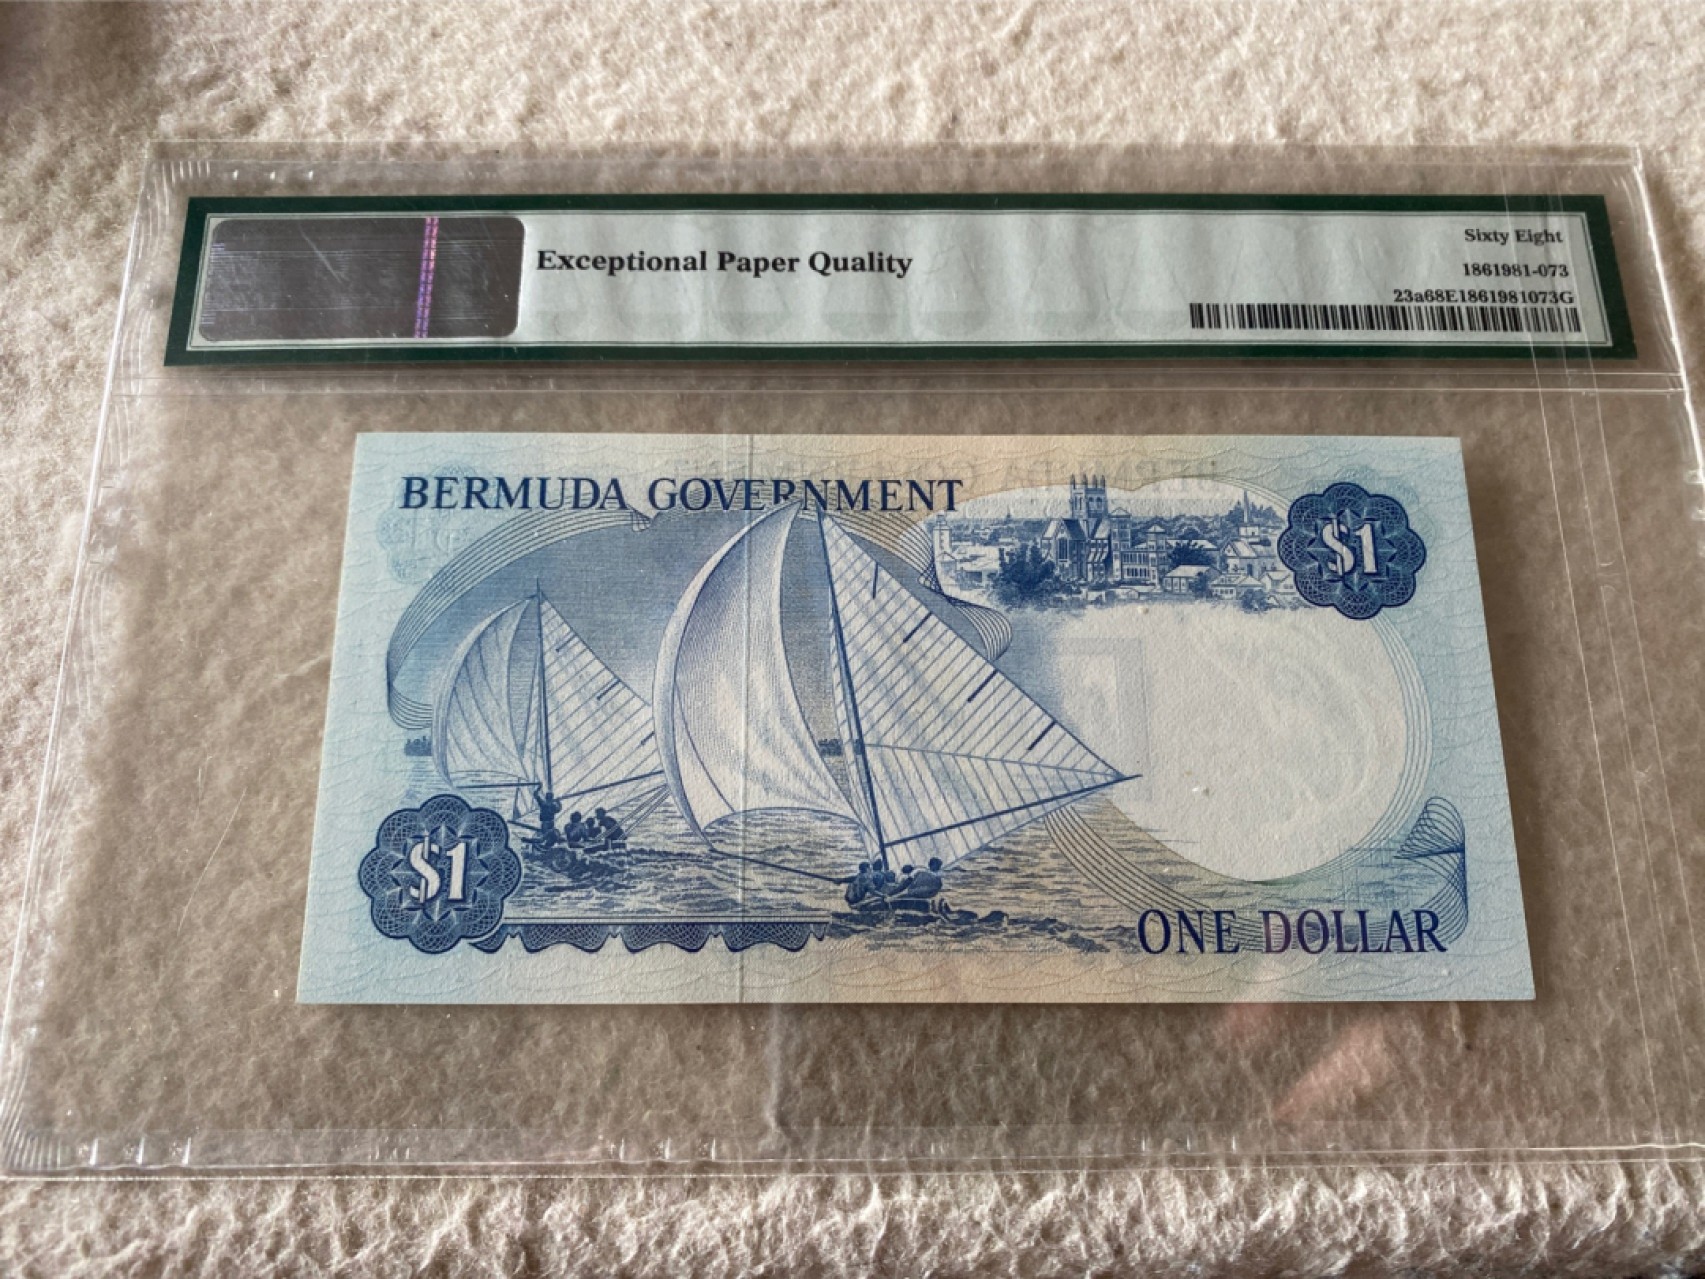 Exceptional Paper Quality
Sixty Eight
1861981-073
23a68E1861981073G
BERMUDA GOVERNMENT
$1
$1
ONE DOLLAR